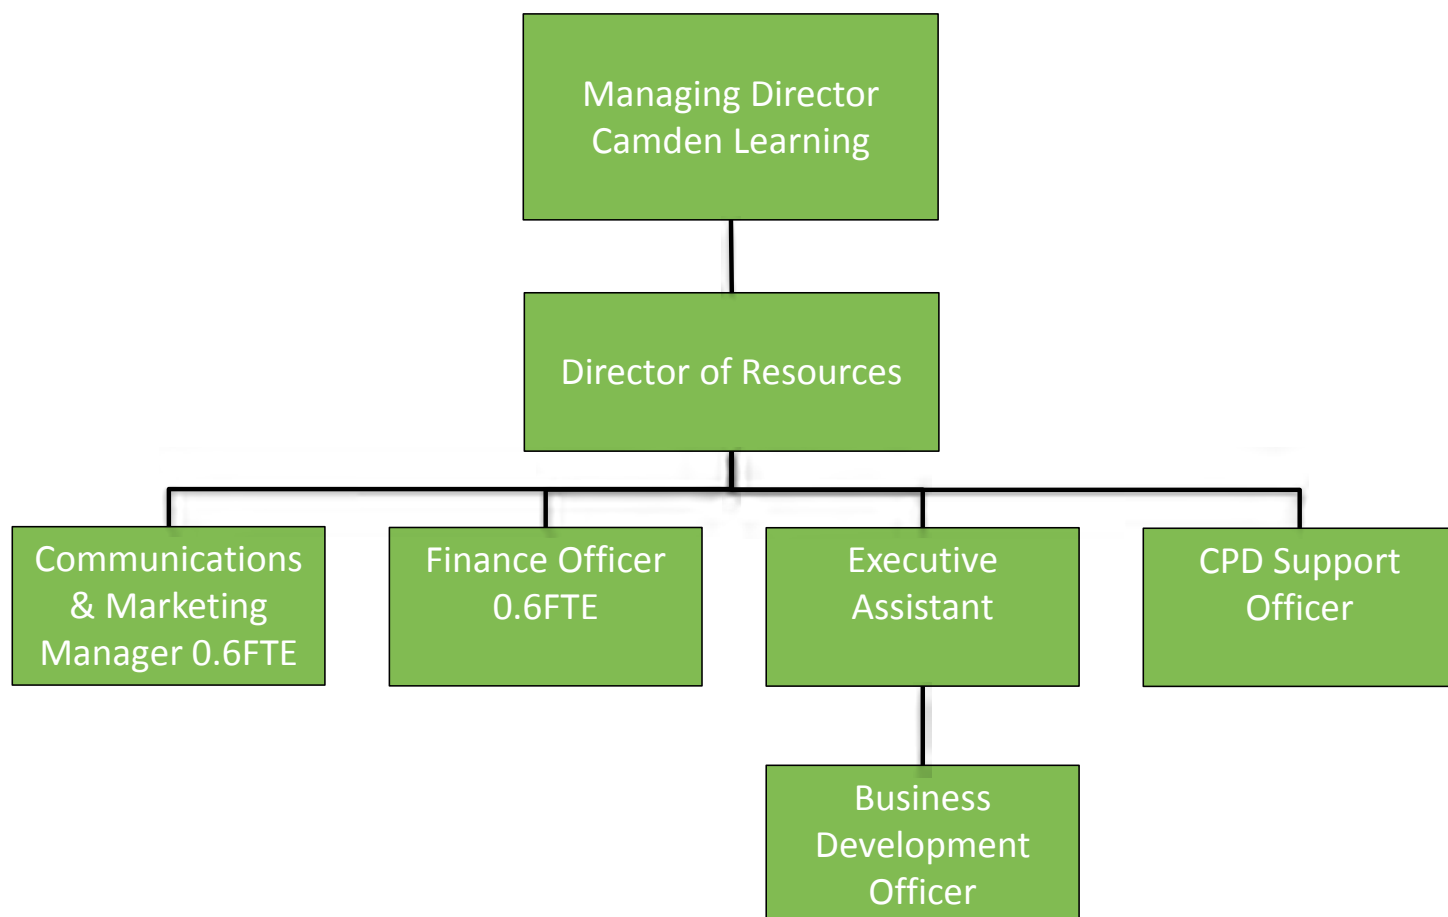 Managing Director
Camden Learning
Director of Resources
Communications
& Marketing
Manager 0.6FTE
Finance Officer
0.6FTE
Executive
Assistant
CPD Support
Officer
Business
Development
Officer